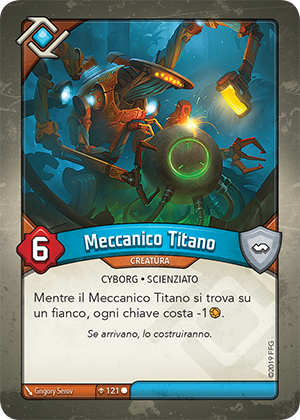 Meccanico Titano
CREATURA
6
CYBORG • SCIENZIATO
Mentre il Meccanico Titano si trova su
un fianco, ogni chiave costa -1.
Se arrivano, lo costruiranno.
Grigory Serov
121
©2019 FFG